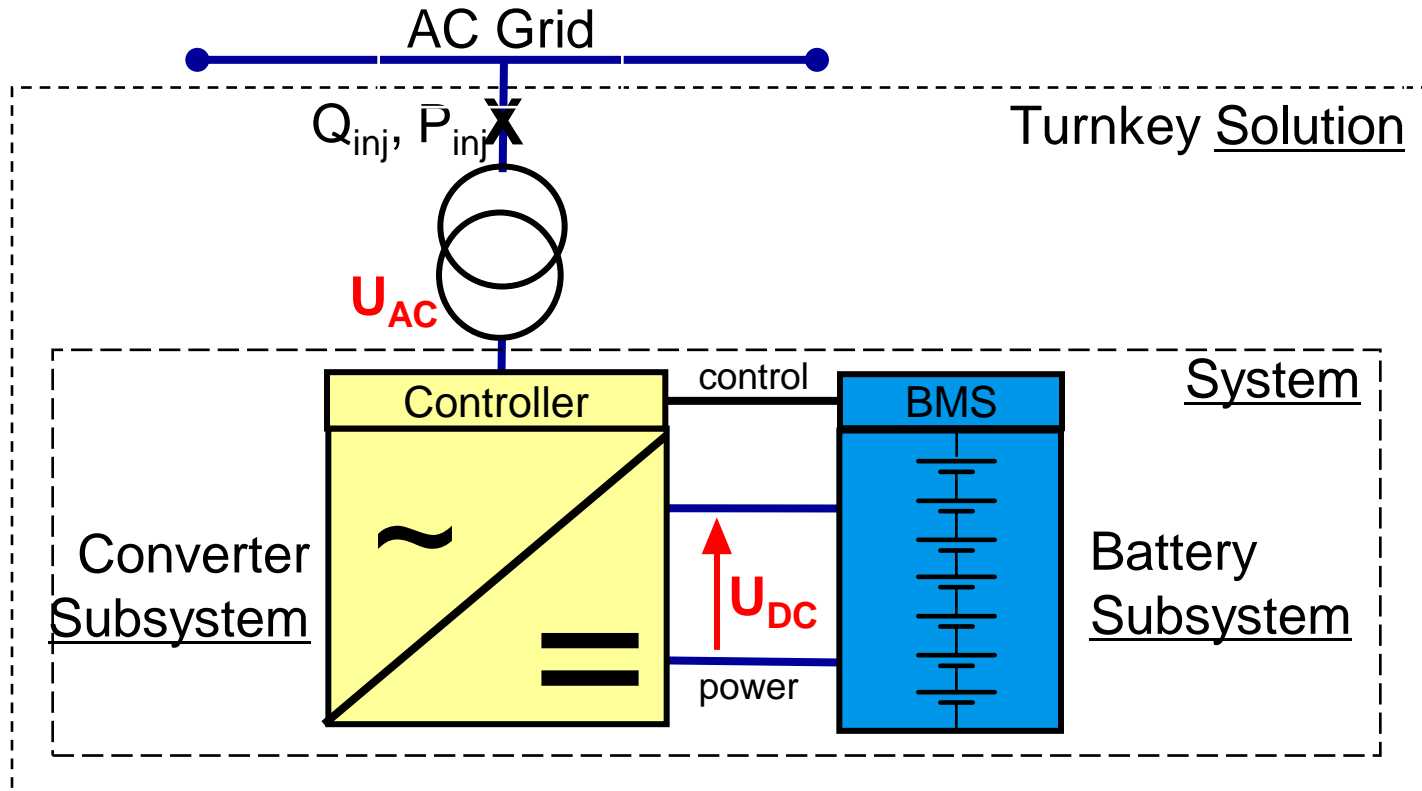 AC Grid
Qinj, Pinj
X
Turnkey Solution
UAC
System
Controller
control
BMS
~
=
Converter
Subsystem
UDC
Battery
Subsystem
power